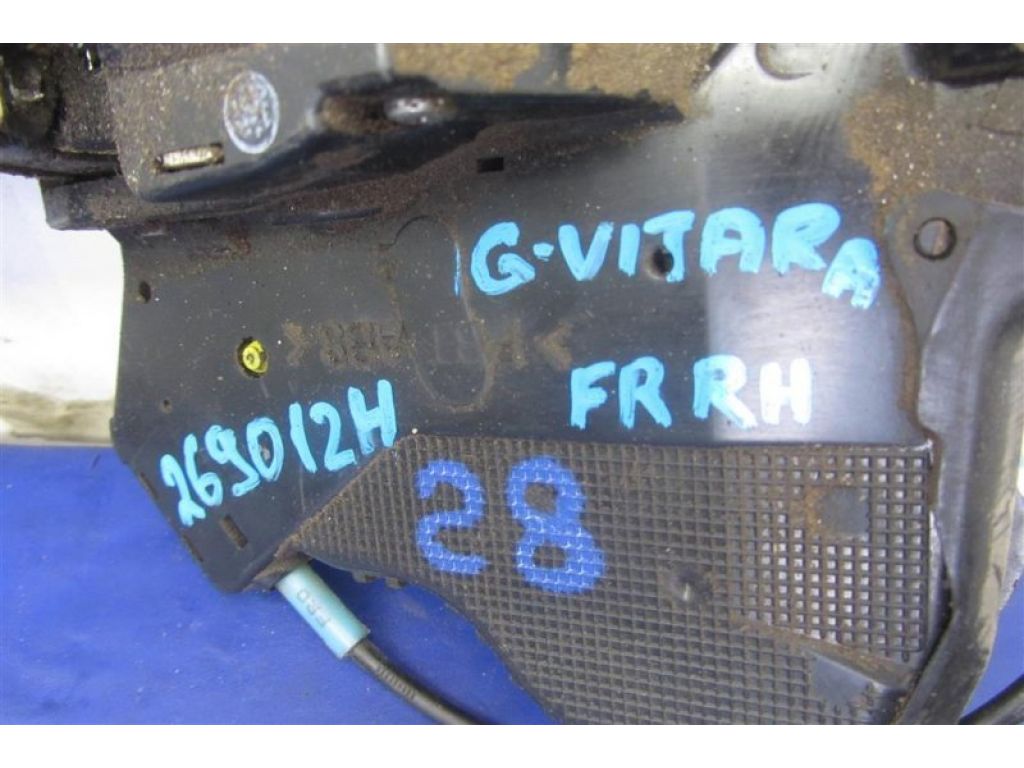 G-VITARA
FR RH
269012H
28